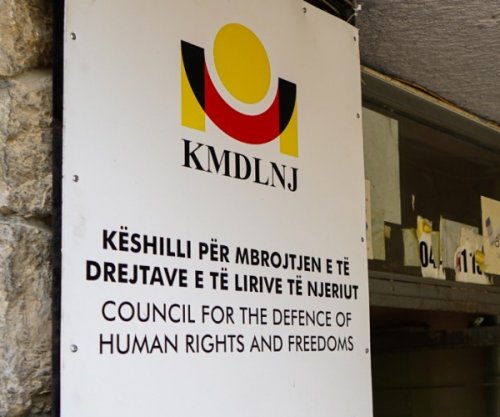 KMDLNJ
KËSHILLI PËR MBROJTJEN E TË
DREJTAVE E TË LIRIVE TË NJERIUT
COUNCIL FOR THE DEFENCE OF
HUMAN RIGHTS AND FREEDOMS
04